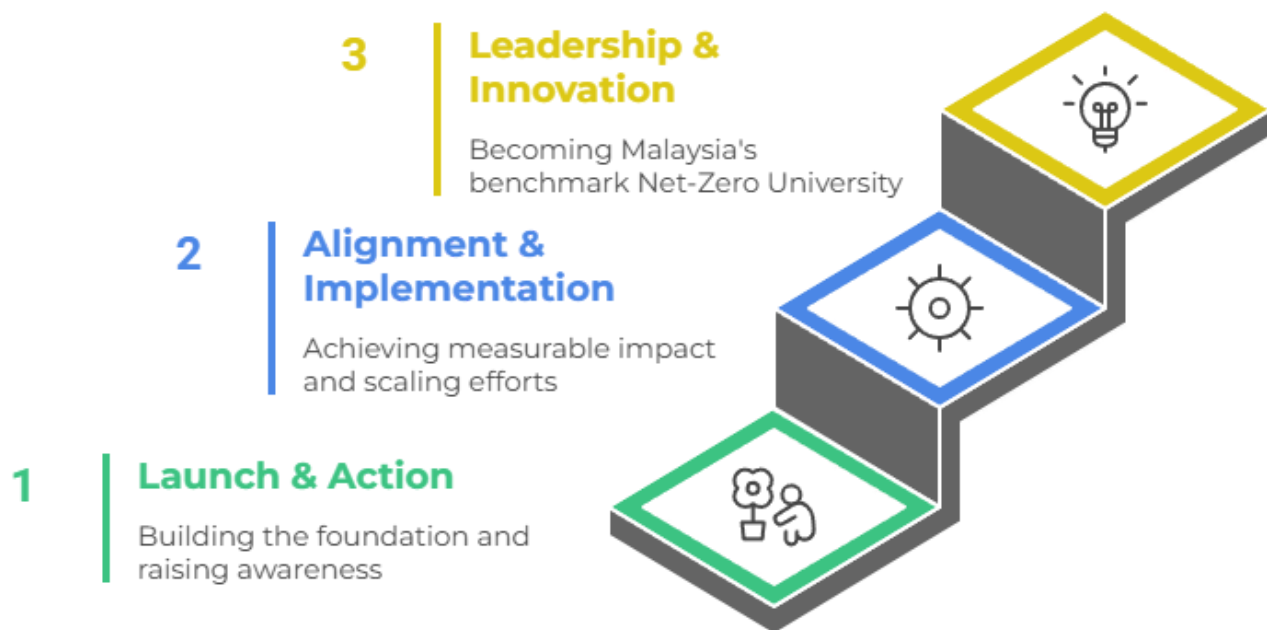 3
Leadership &
Innovation
Becoming Malaysia's
benchmark Net-Zero University
2
Alignment &
Implementation
Achieving measurable impact
and scaling efforts
1
Launch & Action
Building the foundation and
raising awareness